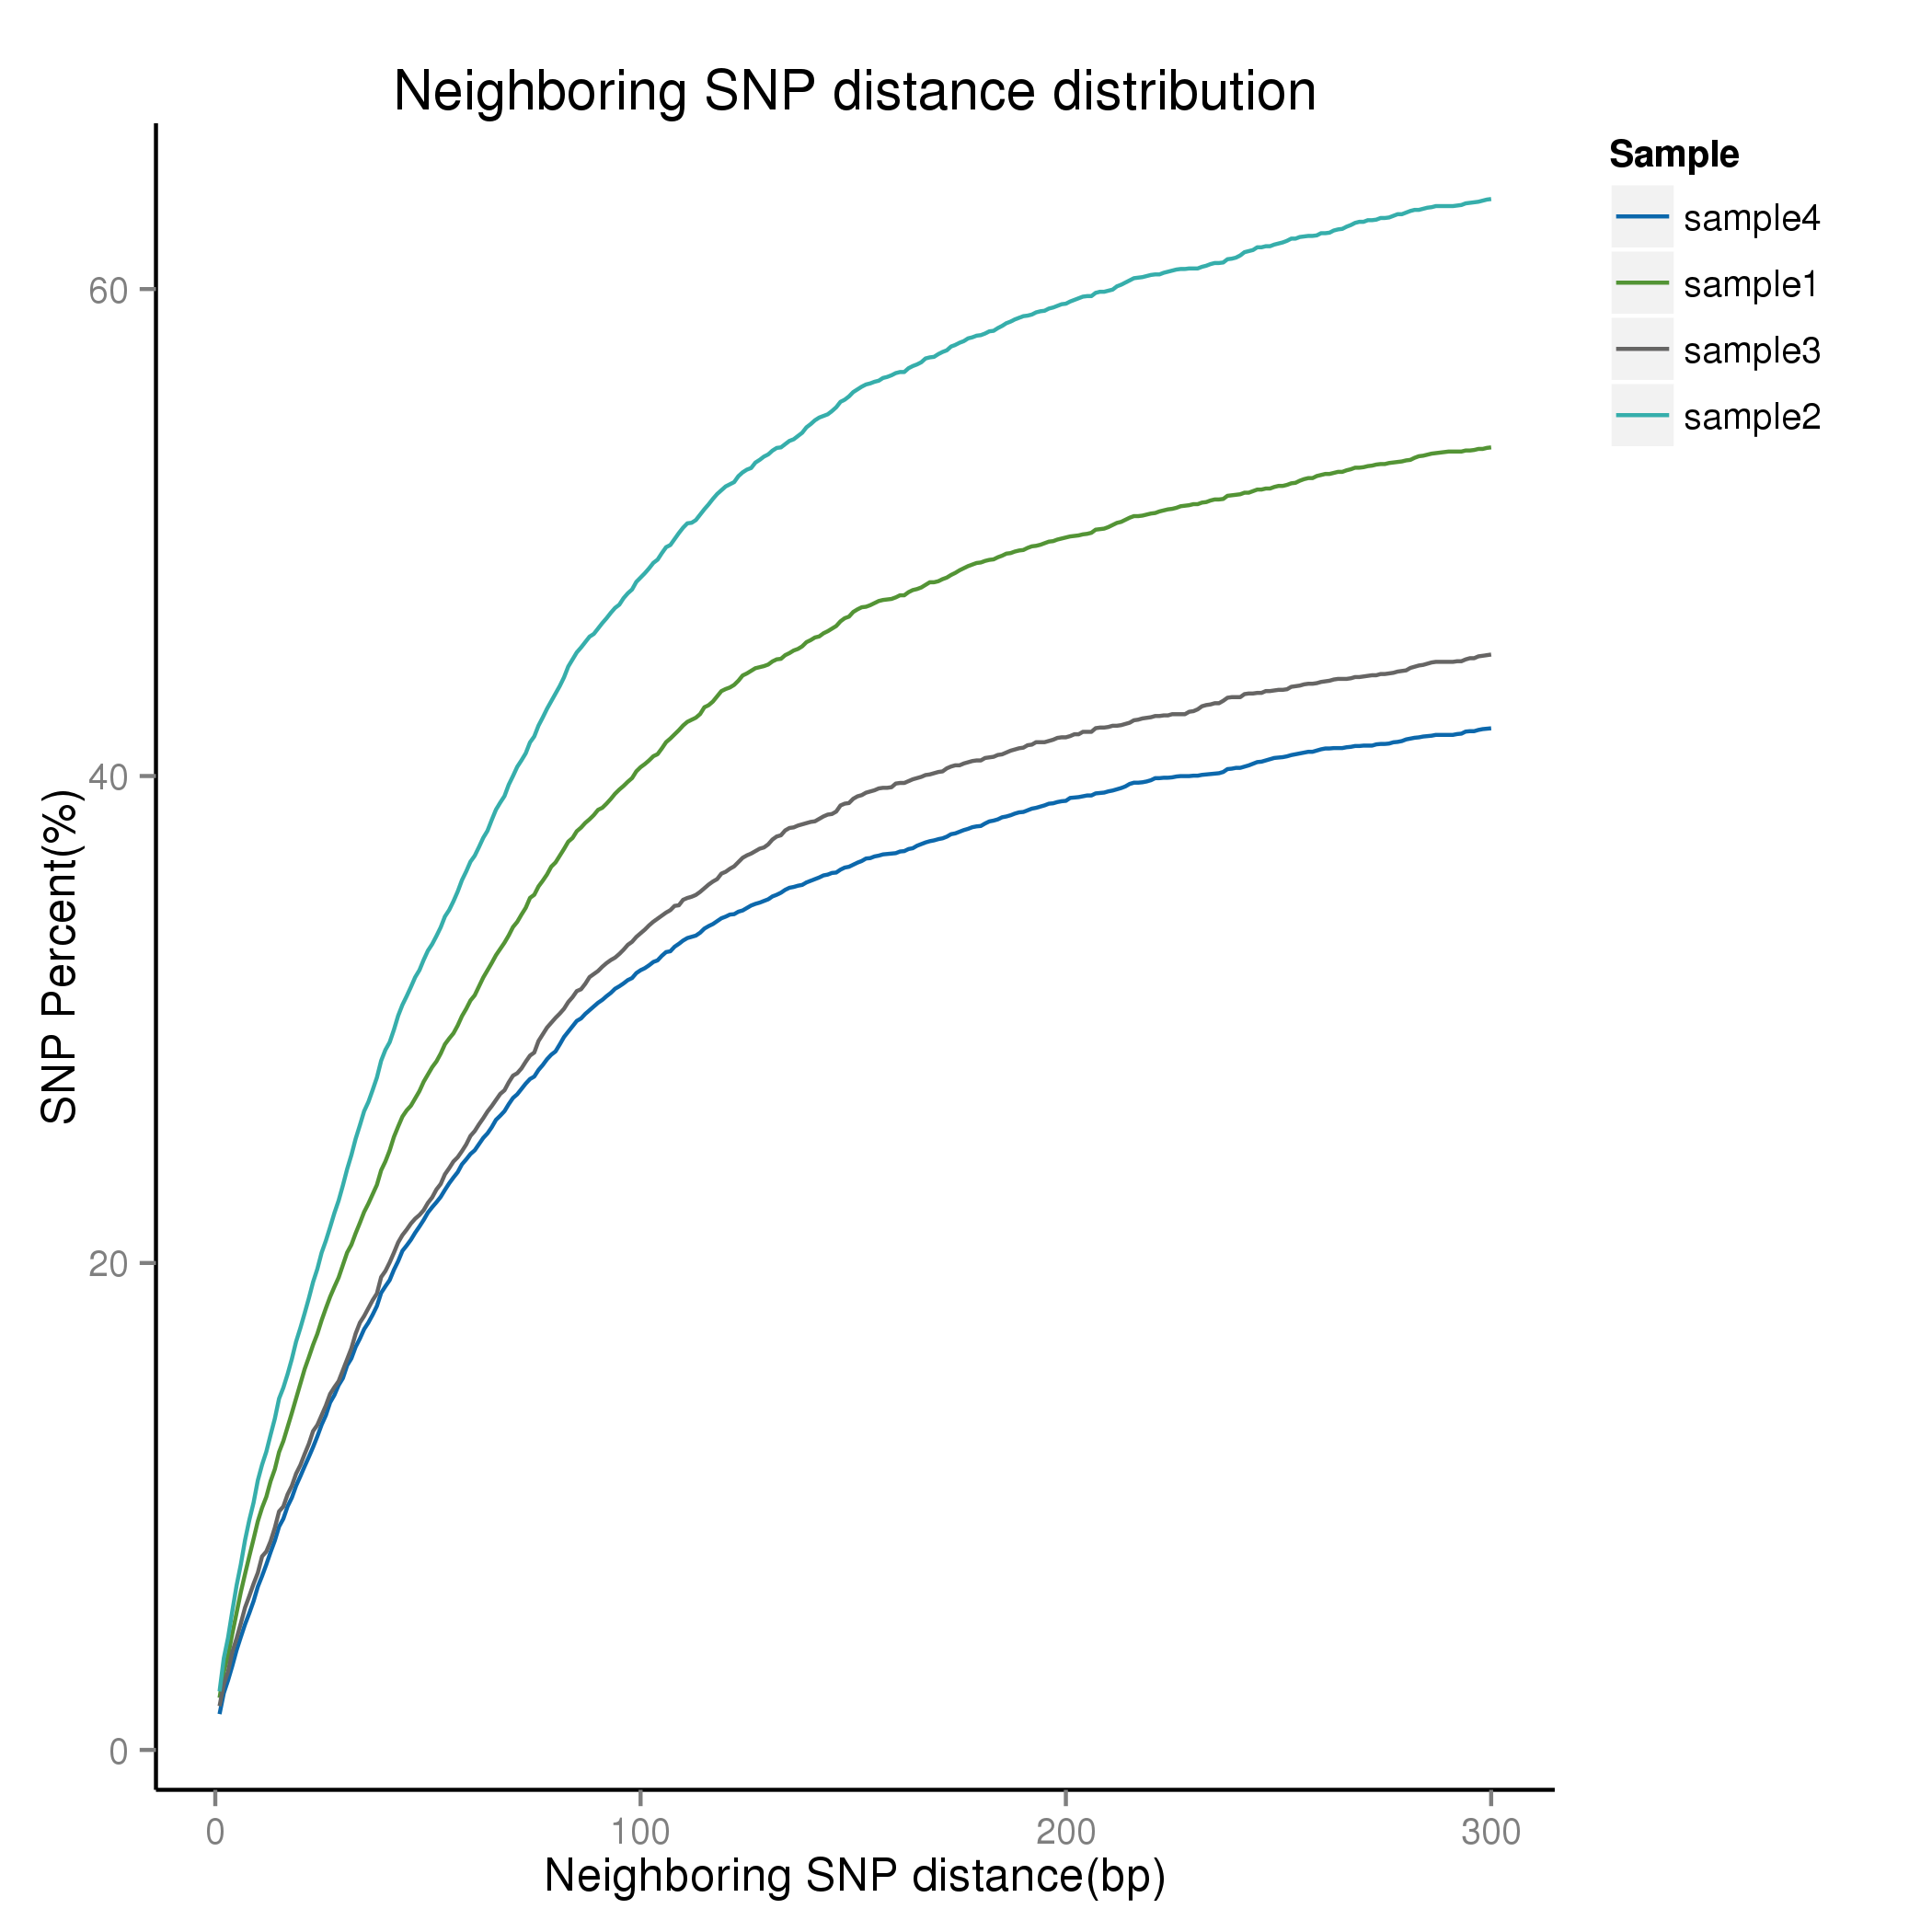 Neighboring SNP distance distribution
Sample
sample4
sample1
sample3
sample2
SNP Percent(%)
60
40
20
0
0 100 200 300
Neighboring SNP distance(bp)